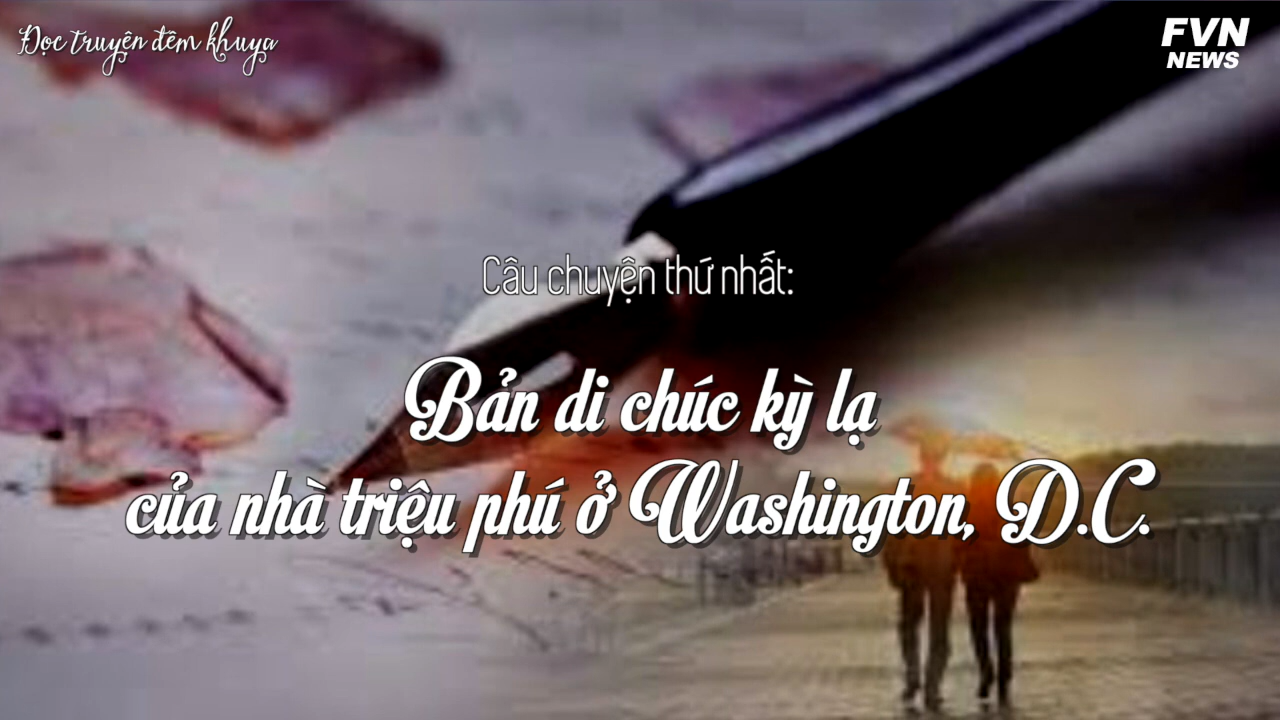 Đọc truyện đêm khuya
FVN
NEWS
Câu chuyện thứ nhất:
Bản di chúc kỳ lạ
của nhà triệu phú ở Washington, D.C.